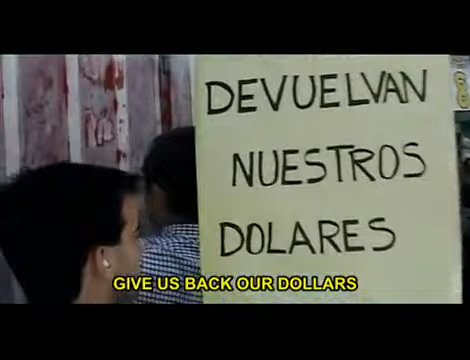 DEVUELVAN
NUESTROS
DOLARES
GIVE US BACK OUR DOLLARS